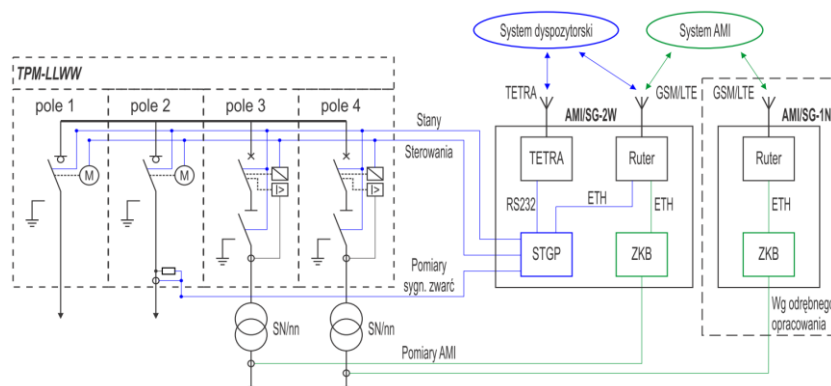 System dyspozytorski
System AMI
TPM-LLWW
pole 1
pole 2
pole 3
pole 4
TETRA
GSM/LTE
GSM/LTE
AMI/SG-2W
AMI/SG-1N
Stany
Sterowania
M
M
I>
I>
TETRA
Ruter
Ruter
RS232
ETH
ETH
ETH
STGP
ZKB
ZKB
Pomiary
sygn. zwarć
SN/nn
SN/nn
Pomiary AMI
Wg odrębnego
opracowania